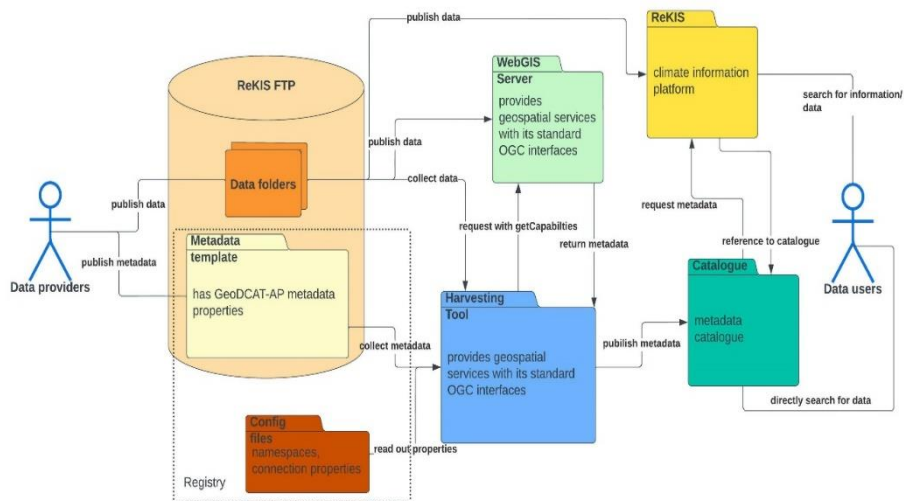 publish data
ReKIS
climate information
platform
ReKIS FTP
WebGIS
Server
provides
geospatial services
with its standard
OGC interfaces
search for information/
data
publish data
Data folders
collect data
publish data
request with getCapabilties
request metadata
return metadata
reference to catalogue
Metadata
template
has GeoDCAT-AP metadata
properties
publish metadata
Data providers
Data users
Harvesting
Tool
provides geospatial
services with its standard
OGC interfaces
Catalogue
metadata
catalogue
collect metadata
pubilish metadata
directly search for data
Config
files
namespaces,
connection properties
read out properties
Registry